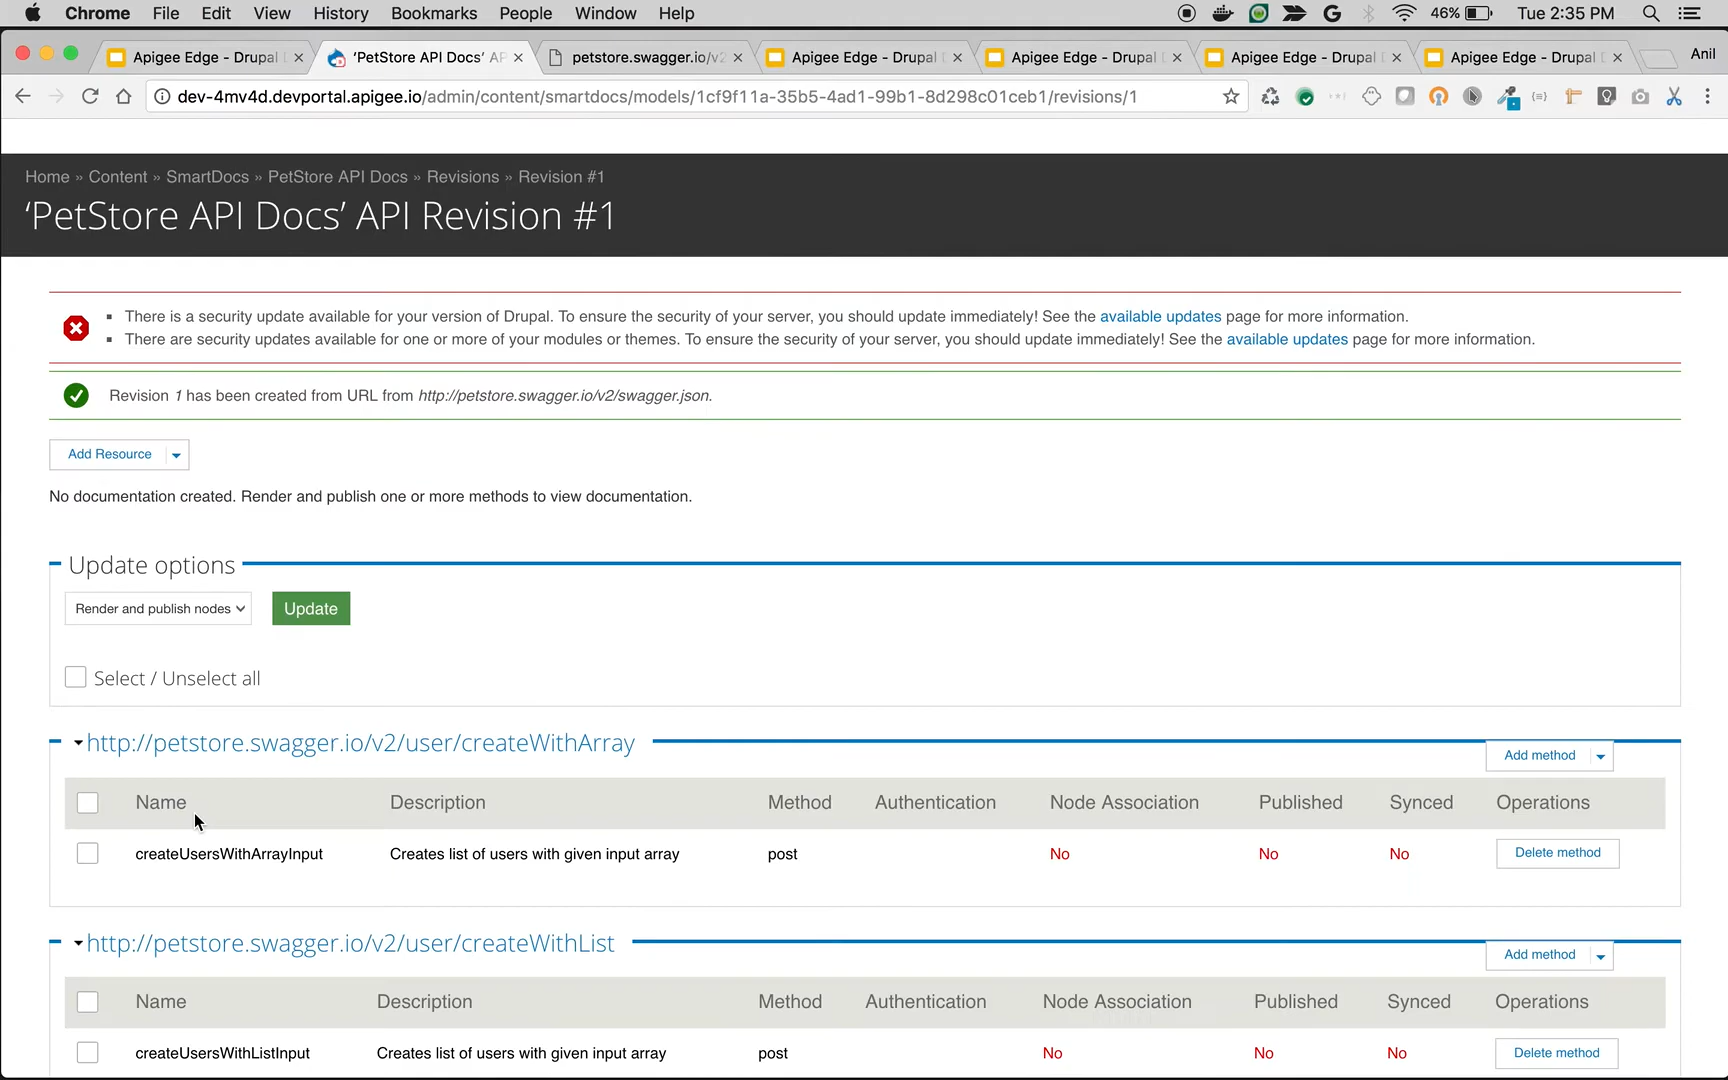 Chrome File Edit View History Bookmarks People Window Help 46% Tue 2:35 PM
Apigee Edge - Drupal 'PetStore API Docs' AP petstore.swagger.io/v2 Apigee Edge - Drupal Apigee Edge - Drupal Apigee Edge - Drupal Apigee Edge - Drupal Anil
dev-4mv4d.devportal.apigee.io/admin/content/smartdocs/models/1cf9f11a-35b5-4ad1-99b1-8d298c01ceb1/revisions/1
Home » Content » SmartDocs » PetStore API Docs » Revisions » Revision #1
‘PetStore API Docs’ API Revision #1
There is a security update available for your version of Drupal. To ensure the security of your server, you should update immediately! See the available updates page for more information.
There are security updates available for one or more of your modules or themes. To ensure the security of your server, you should update immediately! See the available updates page for more information.
Revision 1 has been created from URL from http://petstore.swagger.io/v2/swagger.json.
Add Resource
No documentation created. Render and publish one or more methods to view documentation.
Update options
Render and publish nodes Update
Select / Unselect all
http://petstore.swagger.io/v2/user/createWithArray
Add method
Name Description Method Authentication Node Association Published Synced Operations
createUsersWithArrayInput Creates list of users with given input array post No No No Delete method
http://petstore.swagger.io/v2/user/createWithList
Add method
Name Description Method Authentication Node Association Published Synced Operations
createUsersWithListInput Creates list of users with given input array post No No No Delete method